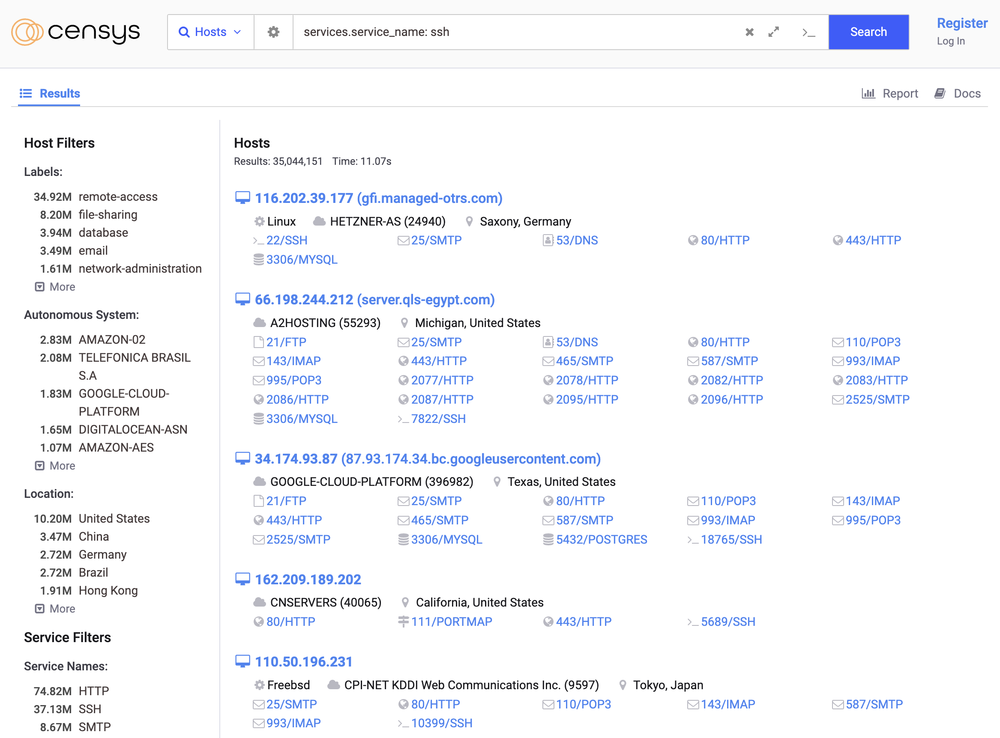 censys
Hosts
services.service_name: ssh
Search
Register
Log In
Results
Report
Docs
Host Filters
Labels:
34.92M remote-access
8.20M file-sharing
3.94M database
3.49M email
1.61M network-administration
More
Autonomous System:
2.83M AMAZON-02
2.08M TELEFONICA BRASIL
S.A
1.83M GOOGLE-CLOUD-
PLATFORM
1.65M DIGITALOCEAN-ASN
1.07M AMAZON-AES
More
Location:
10.20M United States
3.47M China
2.72M Germany
2.72M Brazil
1.91M Hong Kong
More
Service Filters
Service Names:
74.82M HTTP
37.13M SSH
8.67M SMTP
Hosts
Results: 35,044,151 Time: 11.07s
116.202.39.177 (gfi.managed-otrs.com)
Linux HETZNER-AS (24940) Saxony, Germany
22/SSH 25/SMTP 53/DNS 80/HTTP 443/HTTP
3306/MYSQL
66.198.244.212 (server.qls-egypt.com)
A2HOSTING (55293) Michigan, United States
21/FTP 25/SMTP 53/DNS 80/HTTP 110/POP3
143/IMAP 443/HTTP 465/SMTP 587/SMTP 993/IMAP
995/POP3 2077/HTTP 2078/HTTP 2082/HTTP 2083/HTTP
2086/HTTP 2087/HTTP 2095/HTTP 2096/HTTP 2525/SMTP
3306/MYSQL 7822/SSH
34.174.93.87 (87.93.174.34.bc.googleusercontent.com)
GOOGLE-CLOUD-PLATFORM (396982) Texas, United States
21/FTP 25/SMTP 80/HTTP 110/POP3 143/IMAP
443/HTTP 465/SMTP 587/SMTP 993/IMAP 995/POP3
2525/SMTP 3306/MYSQL 5432/POSTGRES 18765/SSH
162.209.189.202
CNSERVERS (40065) California, United States
80/HTTP 111/PORTMAP 443/HTTP 5689/SSH
110.50.196.231
Freebsd CPI-NET KDDI Web Communications Inc. (9597) Tokyo, Japan
25/SMTP 80/HTTP 110/POP3 143/IMAP 587/SMTP
993/IMAP 10399/SSH